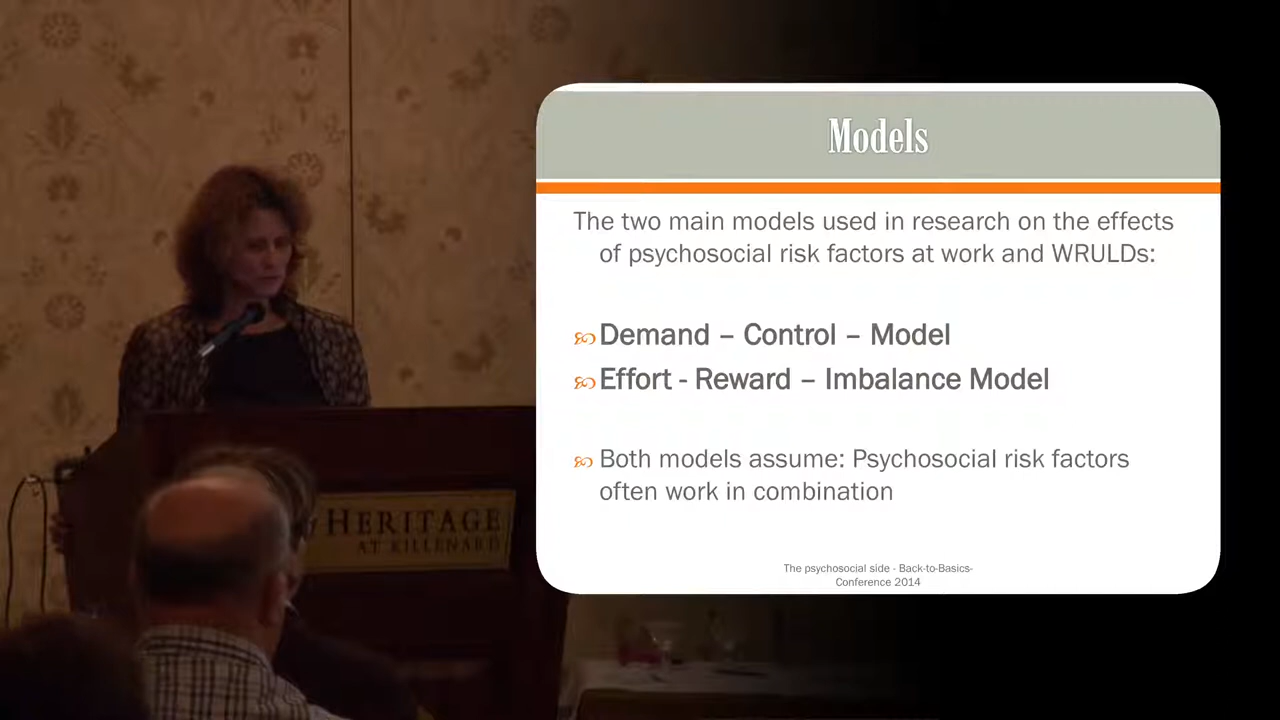 Models
The two main models used in research on the effects
of psychosocial risk factors at work and WRULDs:
Demand – Control – Model
Effort - Reward – Imbalance Model
Both models assume: Psychosocial risk factors
often work in combination
The psychosocial side - Back-to-Basics-
Conference 2014
HERITAGE
AT KILLENARD